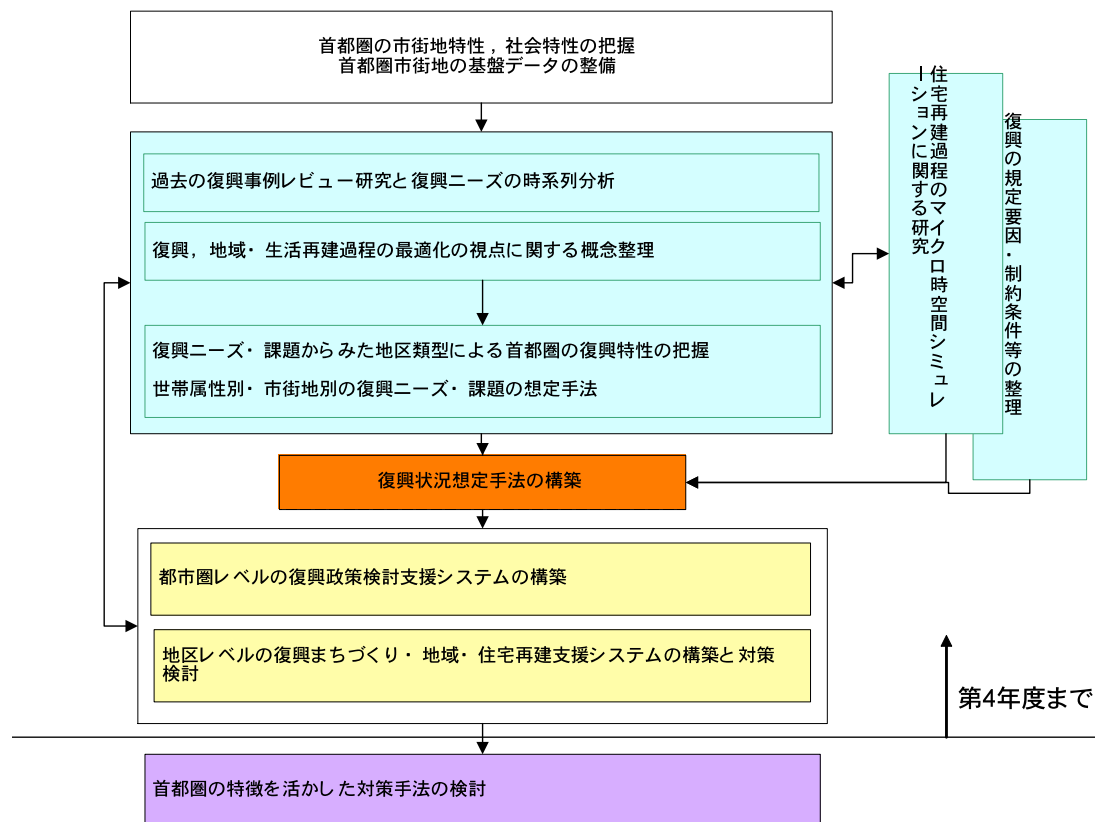 首都圏の市街地特性，社会特性の把握
首都圏市街地の基盤データの整備
過去の復興事例レビュー研究と復興ニーズの時系列分析
復興，地域・生活再建過程の最適化の視点に関する概念整理
復興ニーズ・課題からみた地区類型による首都圏の復興特性の把握
世帯属性別・市街地別の復興ニーズ・課題の想定手法
住宅再建過程のマイクロ時空間シミュレ
ーションに関する研究
復興の規定要因・制約条件等の整理
復興状況想定手法の構築
都市圏レベルの復興政策検討支援システムの構築
地区レベルの復興まちづくり・地域・住宅再建支援システムの構築と対策
検討
第4年度まで
首都圏の特徴を活かした対策手法の検討